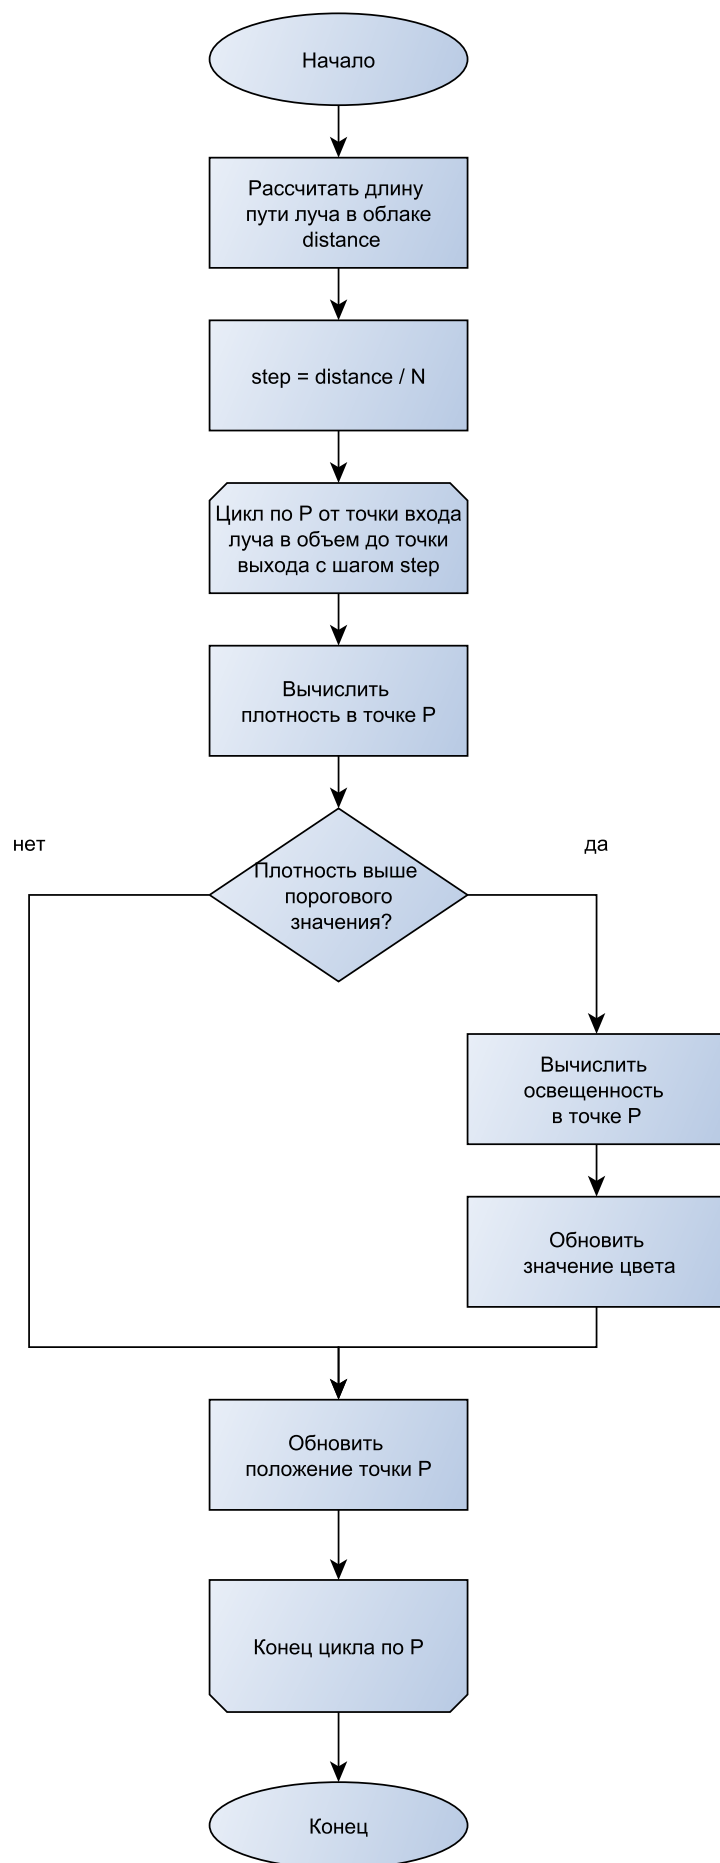 Начало
Рассчитать длину
пути луча в облаке
distance
step = distance / N
Цикл по P от точки входа
луча в объем до точки
выхода с шагом step
Вычислить
плотность в точке P
нет
да
Плотность выше
порогового
значения?
Вычислить
освещенность
в точке P
Обновить
значение цвета
Обновить
положение точки P
Конец цикла по P
Конец